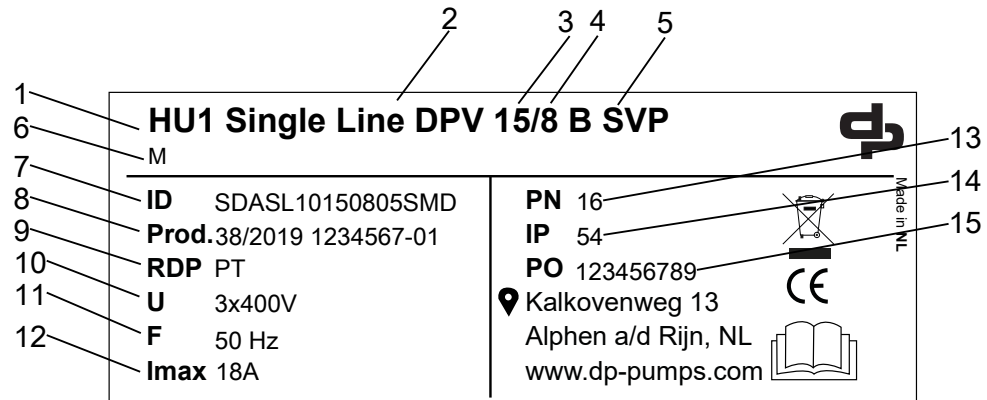 2 3 4 5
1
HU1 Single Line DPV 15/8 B SVP
dp
6
M
13
7
ID SDASL10150805SMD
PN 16
14
8
Prod. 38/2019 1234567-01
IP 54
15
9
RDP PT
PO 123456789
10
U 3x400V
Kalkovenweg 13
11
F 50 Hz
Alphen a/d Rijn, NL
12
Imax 18A
www.dp-pumps.com
Made in NL
CE